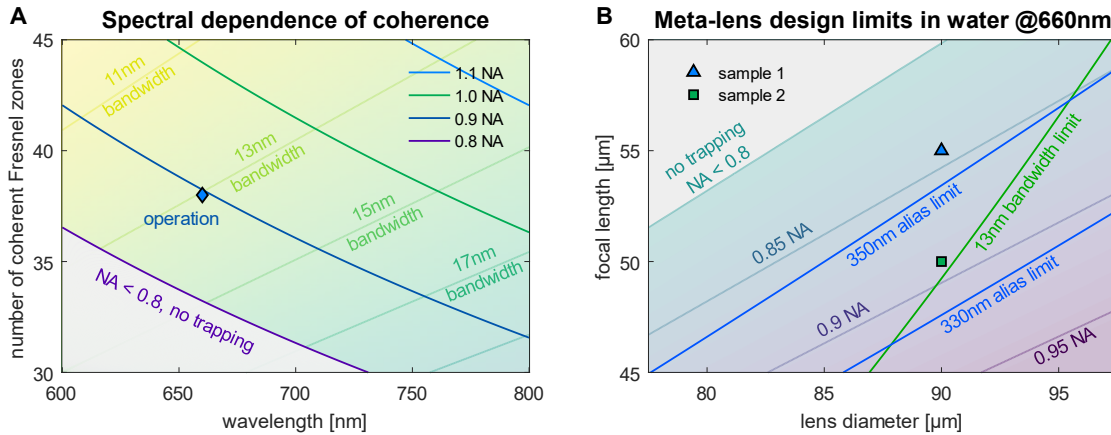 A
Spectral dependence of coherence
number of coherent Fresnel zones
45
40
35
30
600
650
700
750
800
wavelength [nm]
11nm
bandwidth
13nm
bandwidth
15nm
bandwidth
17nm
bandwidth
1.1 NA
1.0 NA
0.9 NA
0.8 NA
operation
NA < 0.8, no trapping
B
Meta-lens design limits in water @660nm
focal length [µm]
60
55
50
45
80
85
90
95
lens diameter [µm]
sample 1
sample 2
no trapping
NA < 0.8
0.85 NA
350nm alias limit
13nm bandwidth limit
0.9 NA
330nm alias limit
0.95 NA